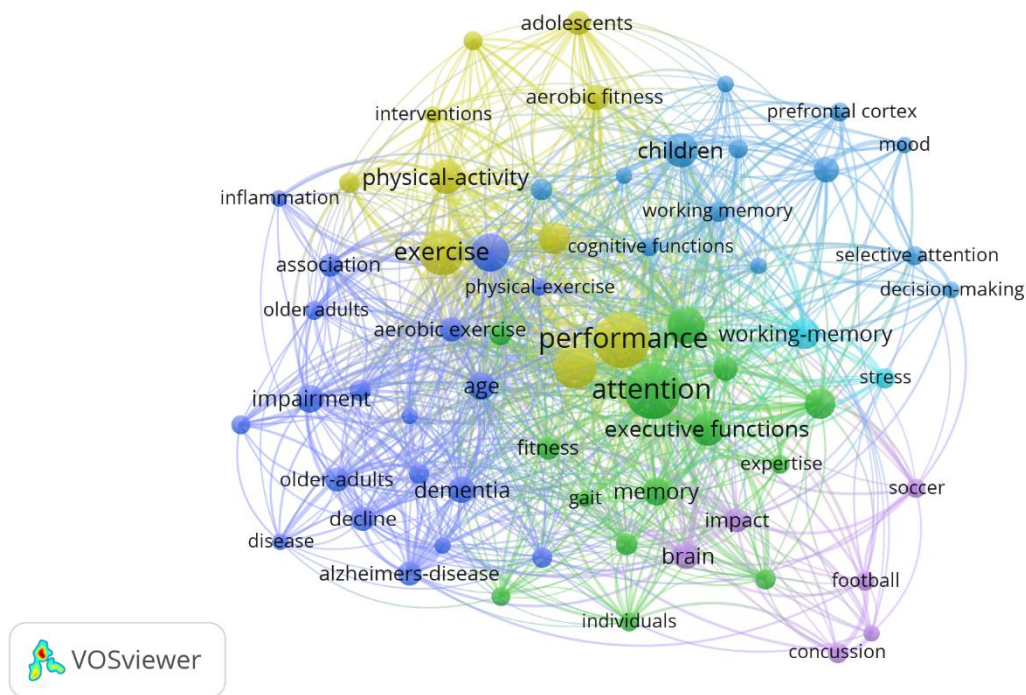 adolescents
aerobic fitness
interventions
prefrontal cortex
children
mood
physical-activity
inflammation
working memory
exercise
cognitive functions
selective attention
association
physical-exercise
decision-making
older adults
aerobic exercise
performance
working-memory
age
attention
stress
impairment
executive functions
fitness
expertise
older-adults
dementia
gait
memory
soccer
decline
impact
disease
brain
alzheimers-disease
football
individuals
concussion
VOSviewer